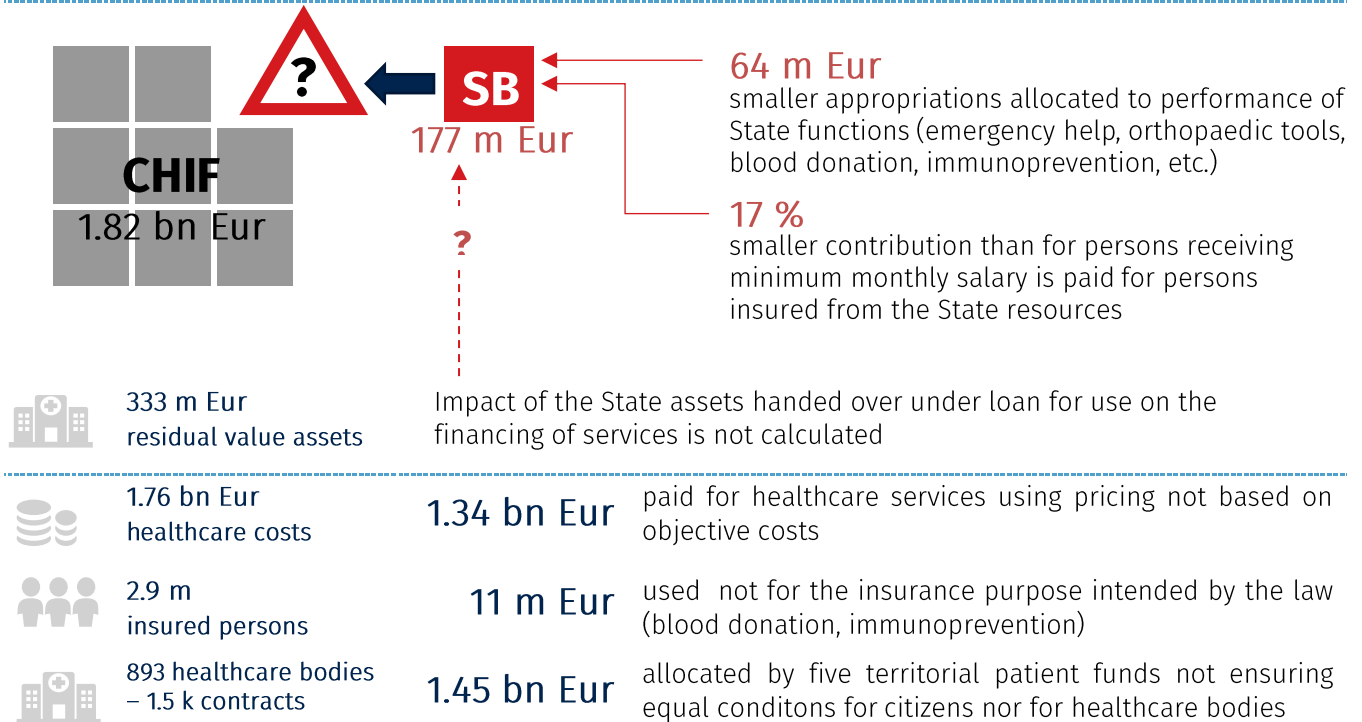 ?
SB
CHIF
1.82 bn Eur
177 m Eur
?
64 m Eur
smaller appropriations allocated to performance of
State functions (emergency help, orthopaedic tools,
blood donation, immunoprevention, etc.)
17 %
smaller contribution than for persons receiving
minimum monthly salary is paid for persons
insured from the State resources
333 m Eur
residual value assets
Impact of the State assets handed over under loan for use on the
financing of services is not calculated
1.76 bn Eur
healthcare costs
1.34 bn Eur
paid for healthcare services using pricing not based on
objective costs
2.9 m
insured persons
11 m Eur
used not for the insurance purpose intended by the law
(blood donation, immunoprevention)
893 healthcare bodies
– 1.5 k contracts
1.45 bn Eur
allocated by five territorial patient funds not ensuring
equal conditons for citizens nor for healthcare bodies